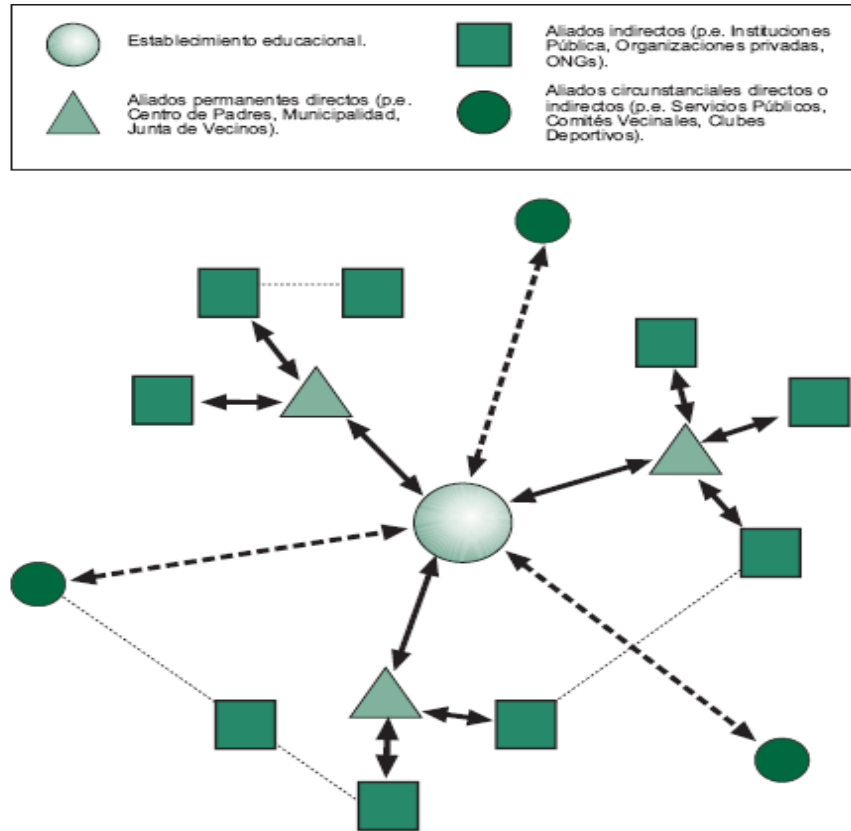 Establecimiento educacional.
Aliados permanentes directos (p.e.
Centro de Padres, Municipalidad,
Junta de Vecinos).
Aliados indirectos (p.e. Instituciones
Pública, Organizaciones privadas,
ONGs).
Aliados circunstanciales directos o
indirectos (p.e. Servicios Públicos,
Comités Vecinales, Clubes
Deportivos).